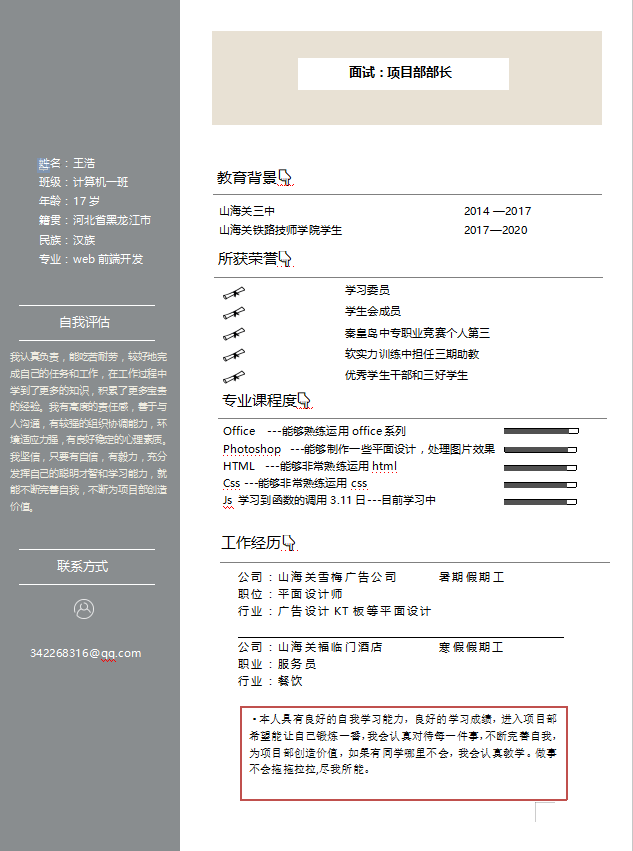 面试：项目部部长
姓名：王浩
班级：计算机一班
年龄：17 岁
籍贯：河北省黑龙江市
民族：汉族
专业：web 前端开发
自我评估
我认真负责，能吃苦耐劳，较好地完
成自己的任务和工作，在工作过程中
学到了更多的知识，积累了更多宝贵
的经验。我有高度的责任感，善于与
人沟通，有较强的组织协调能力，环
境适应力强，有良好稳定的心理素质。
我坚信，只要有自信，有毅力，充分
发挥自己的聪明才智和学习能力，就
能不断完善自我，不断为项目部创造
价值。
联系方式
342268316@qq.com
教育背景
山海关三中 2014 —2017
山海关铁路技师学院学生 2017—2020
所获荣誉
学习委员
学生会成员
秦皇岛中专职业竞赛个人第三
软实力训练中担任三期助教
优秀学生干部和三好学生
专业课程度
Office ---能够熟练运用 office 系列
Photoshop ---能够制作一些平面设计，处理图片效果
HTML ---能够非常熟练运用 html
Css ---能够非常熟练运用 css
Js 学习到函数的调用 3.11 日---目前学习中
工作经历
公司：山海关雪梅广告公司 暑期假期工
职位：平面设计师
行业：广告设计 KT 板等平面设计
公司：山海关福临门酒店 寒假假期工
职业：服务员
行业：餐饮
·本人具有良好的自我学习能力，良好的学习成绩，进入项目部
希望能让自己锻炼一番，我会认真对待每一件事，不断完善自我，
为项目部创造价值，如果有同学哪里不会，我会认真教学。做事
不会拖拖拉拉,尽我所能。